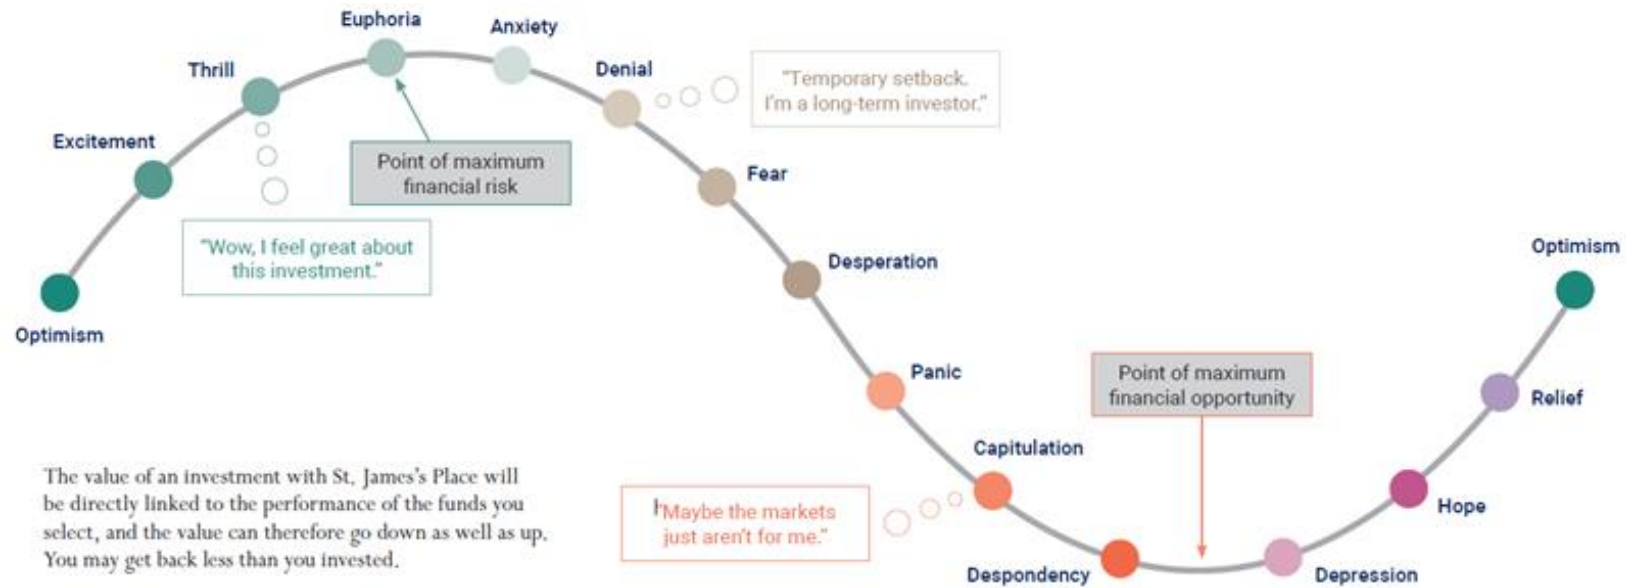 Euphoria
Anxiety
Thrill
Denial
"Temporary setback.
I'm a long-term investor."
Excitement
Point of maximum
financial risk
Fear
"Wow, I feel great about
this investment."
Optimism
Desperation
Optimism
Panic
Point of maximum
financial opportunity
Relief
Capitulation
The value of an investment with St. James's Place will
be directly linked to the performance of the funds you
select, and the value can therefore go down as well as up.
You may get back less than you invested.
"Maybe the markets
just aren't for me."
Hope
Despondency
Depression